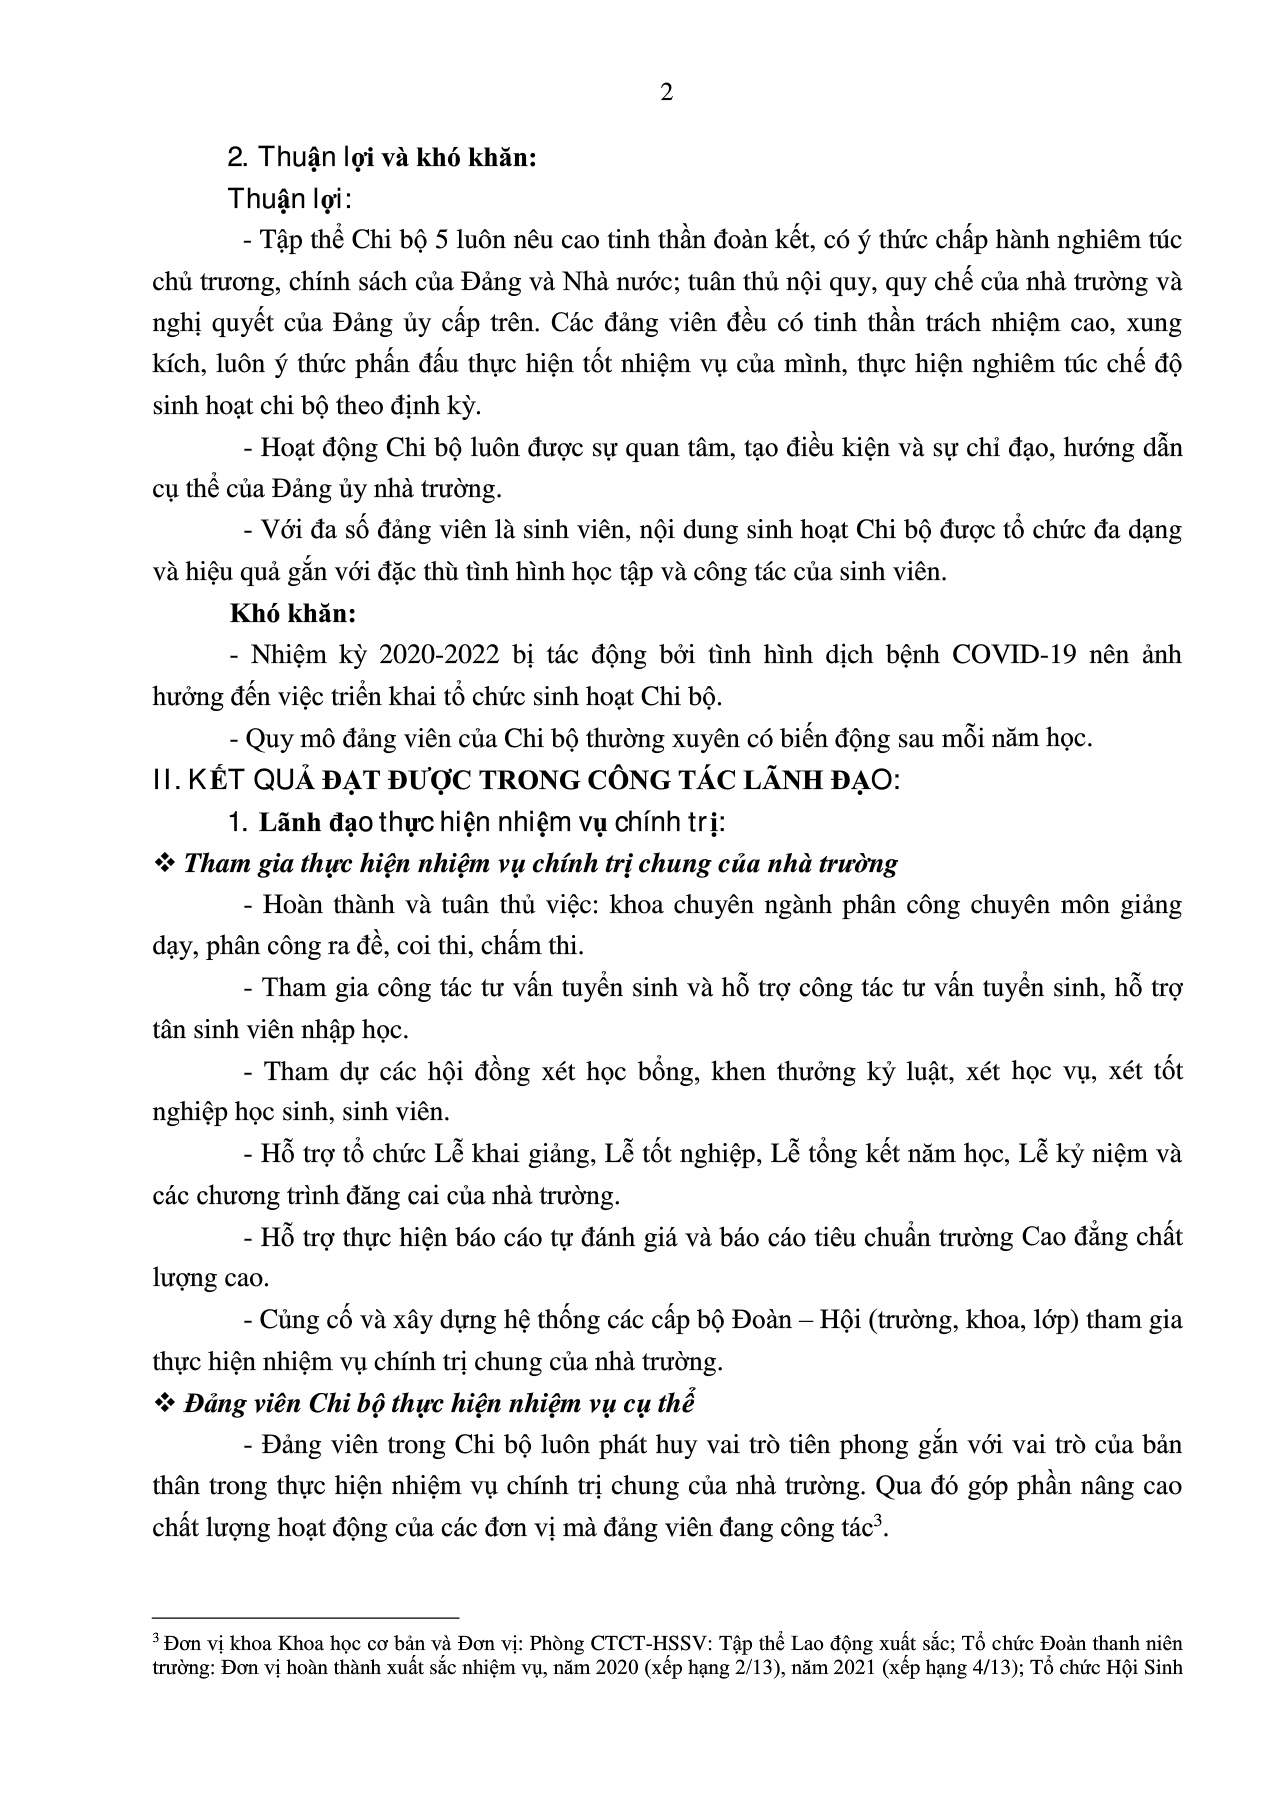 2
2. Thuận lợi và khó khăn:
Thuận lợi:
- Tập thể Chi bộ 5 luôn nêu cao tinh thần đoàn kết, có ý thức chấp hành nghiêm túc
chủ trương, chính sách của Đảng và Nhà nước; tuân thủ nội quy, quy chế của nhà trường và
nghị quyết của Đảng ủy cấp trên. Các đảng viên đều có tinh thần trách nhiệm cao, xung
kích, luôn ý thức phấn đấu thực hiện tốt nhiệm vụ của mình, thực hiện nghiêm túc chế độ
sinh hoạt chi bộ theo định kỳ.
- Hoạt động Chi bộ luôn được sự quan tâm, tạo điều kiện và sự chỉ đạo, hướng dẫn
cụ thể của Đảng ủy nhà trường.
- Với đa số đảng viên là sinh viên, nội dung sinh hoạt Chi bộ được tổ chức đa dạng
và hiệu quả gắn với đặc thù tình hình học tập và công tác của sinh viên.
Khó khăn:
- Nhiệm kỳ 2020-2022 bị tác động bởi tình hình dịch bệnh COVID-19 nên ảnh
hưởng đến việc triển khai tổ chức sinh hoạt Chi bộ.
- Quy mô đảng viên của Chi bộ thường xuyên có biến động sau mỗi năm học.
II. KẾT QUẢ ĐẠT ĐƯỢC TRONG CÔNG TÁC LÃNH ĐẠO:
1. Lãnh đạo thực hiện nhiệm vụ chính trị:
❖ Tham gia thực hiện nhiệm vụ chính trị chung của nhà trường
- Hoàn thành và tuân thủ việc: khoa chuyên ngành phân công chuyên môn giảng
dạy, phân công ra đề, coi thi, chấm thi.
- Tham gia công tác tư vấn tuyển sinh và hỗ trợ công tác tư vấn tuyển sinh, hỗ trợ
tân sinh viên nhập học.
- Tham dự các hội đồng xét học bổng, khen thưởng kỷ luật, xét học vụ, xét tốt
nghiệp học sinh, sinh viên.
- Hỗ trợ tổ chức Lễ khai giảng, Lễ tốt nghiệp, Lễ tổng kết năm học, Lễ kỷ niệm và
các chương trình đăng cai của nhà trường.
- Hỗ trợ thực hiện báo cáo tự đánh giá và báo cáo tiêu chuẩn trường Cao đẳng chất
lượng cao.
- Củng cố và xây dựng hệ thống các cấp bộ Đoàn – Hội (trường, khoa, lớp) tham gia
thực hiện nhiệm vụ chính trị chung của nhà trường.
❖ Đảng viên Chi bộ thực hiện nhiệm vụ cụ thể
- Đảng viên trong Chi bộ luôn phát huy vai trò tiên phong gắn với vai trò của bản
thân trong thực hiện nhiệm vụ chính trị chung của nhà trường. Qua đó góp phần nâng cao
chất lượng hoạt động của các đơn vị mà đảng viên đang công tác³.
³ Đơn vị khoa Khoa học cơ bản và Đơn vị: Phòng CTCT-HSSV: Tập thể Lao động xuất sắc; Tổ chức Đoàn thanh niên
trường: Đơn vị hoàn thành xuất sắc nhiệm vụ, năm 2020 (xếp hạng 2/13), năm 2021 (xếp hạng 4/13); Tổ chức Hội Sinh